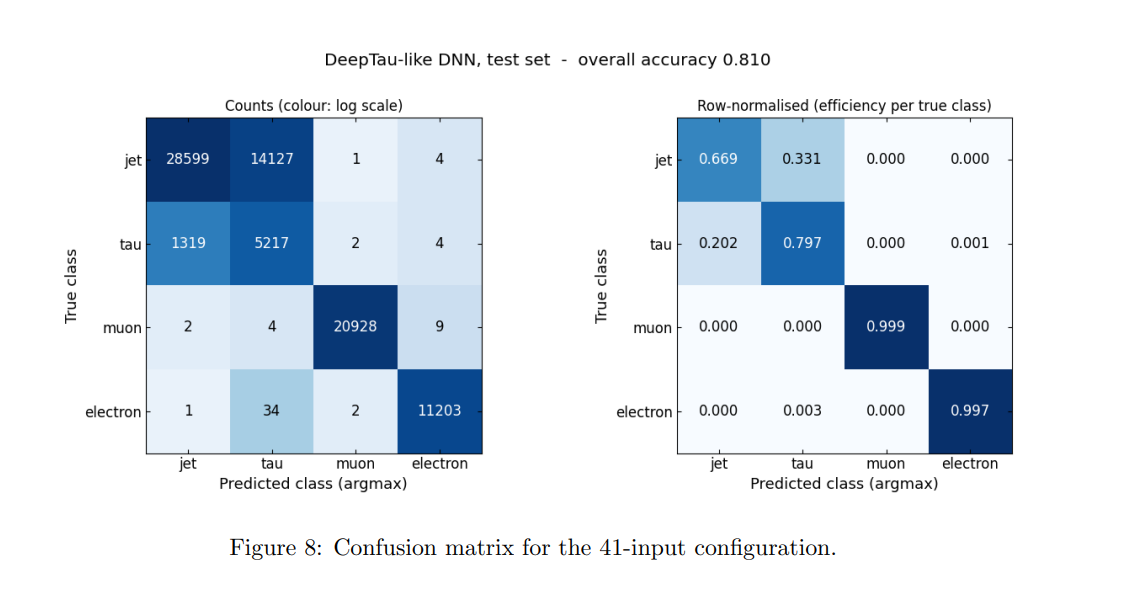 DeepTau-like DNN, test set - overall accuracy 0.810
Counts (colour: log scale)
True class
jet 28599 14127 1 4
tau 1319 5217 2 4
muon 2 4 20928 9
electron 1 34 2 11203
jet tau muon electron
Predicted class (argmax)
Row-normalised (efficiency per true class)
True class
jet 0.669 0.331 0.000 0.000
tau 0.202 0.797 0.000 0.001
muon 0.000 0.000 0.999 0.000
electron 0.000 0.003 0.000 0.997
jet tau muon electron
Predicted class (argmax)
Figure 8: Confusion matrix for the 41-input configuration.